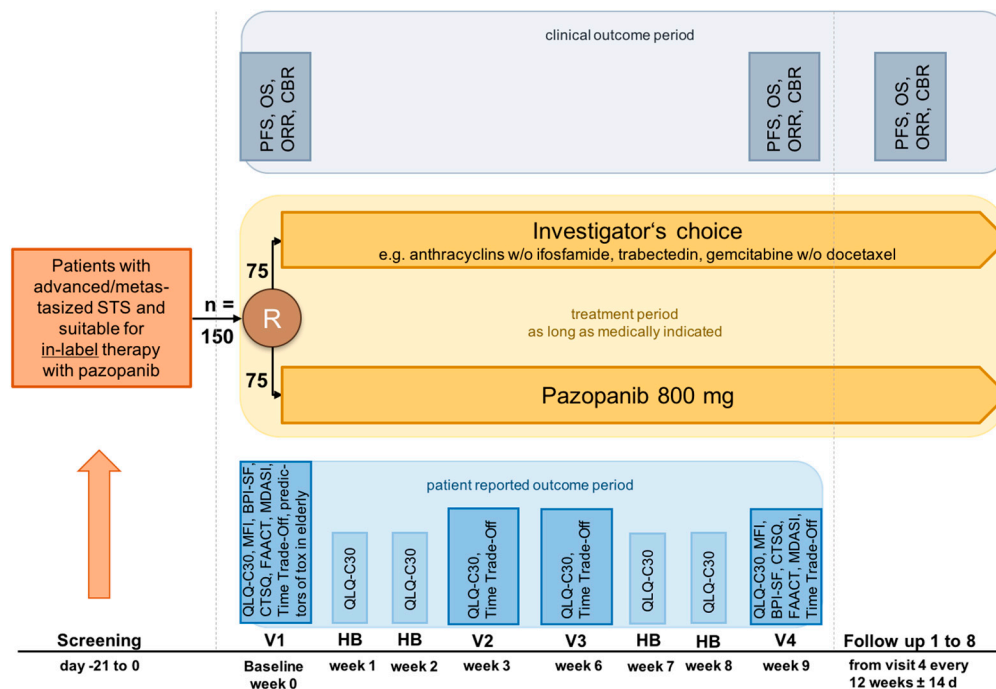 clinical outcome period
PFS, OS,
ORR, CBR
PFS, OS,
ORR, CBR
PFS, OS,
ORR, CBR
Patients with
advanced/metas-
tasized STS and
suitable for
in-label therapy
with pazopanib
n =
150
R
75
75
Investigator‘s choice
e.g. anthracyclins w/o ifosfamide, trabectedin, gemcitabine w/o docetaxel
treatment period
as long as medically indicated
Pazopanib 800 mg
patient reported outcome period
QLQ-C30, MFI, BPI-SF,
CTSQ, FAACT, MDASI,
Time Trade-Off, predic-
tors of tox in elderly
QLQ-C30
QLQ-C30
QLQ-C30,
Time Trade-Off
QLQ-C30,
Time Trade-Off
QLQ-C30
QLQ-C30
QLQ-C30, MFI,
BPI-SF, CTSQ,
FAACT, MDASI,
Time Trade-Off
Screening
V1
HB
HB
V2
V3
HB
HB
V4
Follow up 1 to 8
day -21 to 0
Baseline
week 0
week 1
week 2
week 3
week 6
week 7
week 8
week 9
from visit 4 every
12 weeks ± 14 d